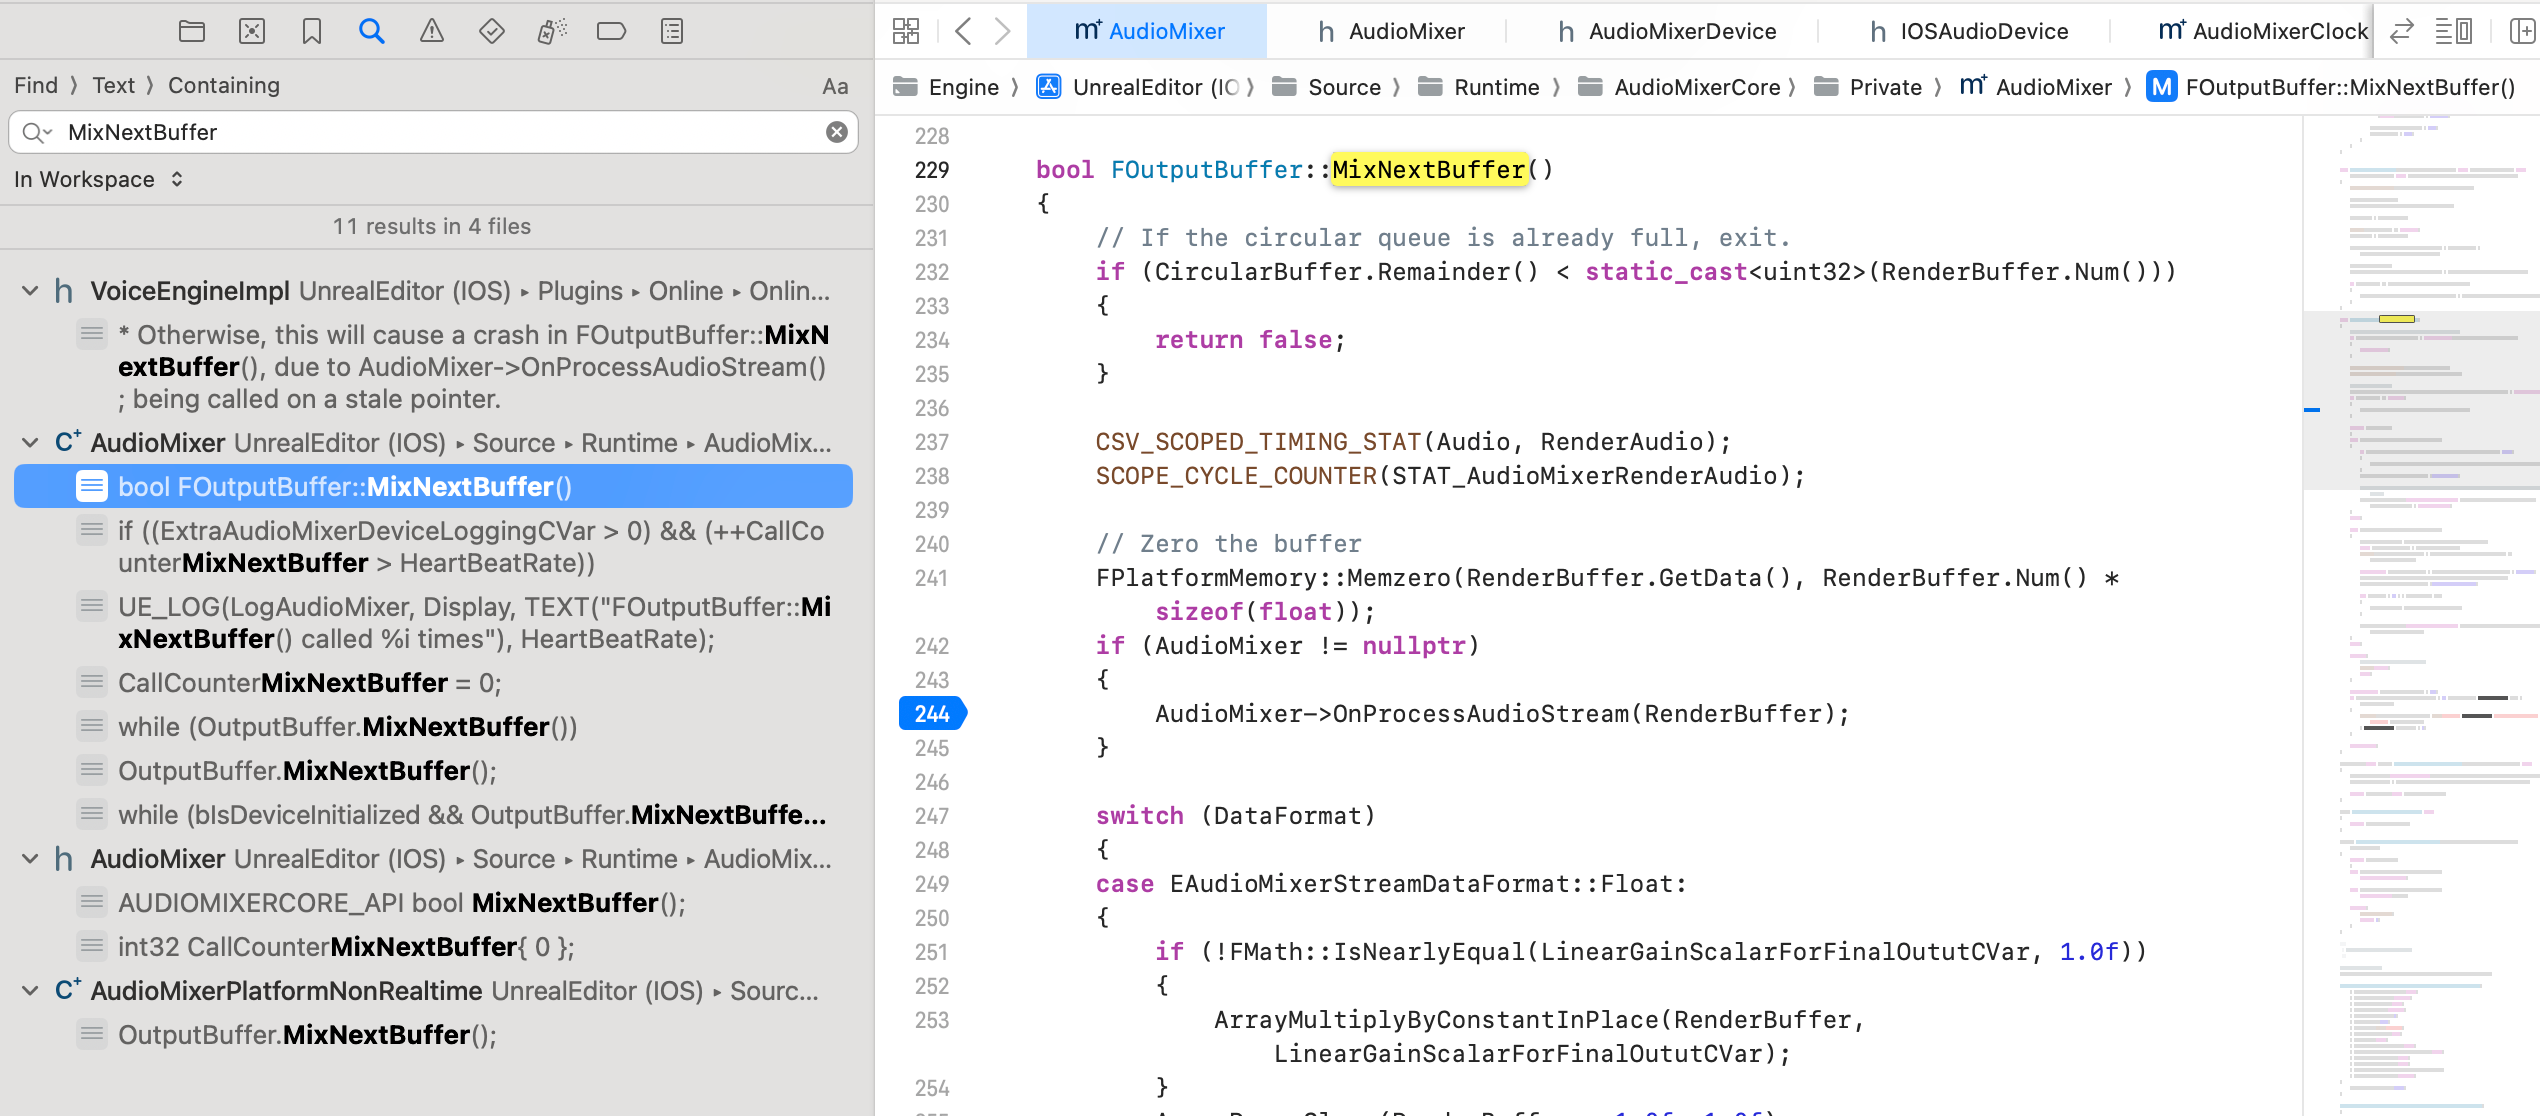 Find ⟩ Text ⟩ Containing
Aa
MixNextBuffer
In Workspace
11 results in 4 files
VoiceEngineImpl UnrealEditor (IOS) ▸ Plugins ▸ Online ▸ Onlin...
* Otherwise, this will cause a crash in FOutputBuffer::MixN
extBuffer(), due to AudioMixer->OnProcessAudioStream()
; being called on a stale pointer.
AudioMixer UnrealEditor (IOS) ▸ Source ▸ Runtime ▸ AudioMix...
bool FOutputBuffer::MixNextBuffer()
if ((ExtraAudioMixerDeviceLoggingCVar > 0) && (++CallCo
unterMixNextBuffer > HeartBeatRate))
UE_LOG(LogAudioMixer, Display, TEXT("FOutputBuffer::Mi
xNextBuffer() called %i times"), HeartBeatRate);
CallCounterMixNextBuffer = 0;
while (OutputBuffer.MixNextBuffer())
OutputBuffer.MixNextBuffer();
while (bIsDeviceInitialized && OutputBuffer.MixNextBuffe...
h AudioMixer UnrealEditor (IOS) ▸ Source ▸ Runtime ▸ AudioMix...
AUDIOMIXERCORE_API bool MixNextBuffer();
int32 CallCounterMixNextBuffer{ 0 };
C+ AudioMixerPlatformNonRealtime UnrealEditor (IOS) ▸ Sourc...
OutputBuffer.MixNextBuffer();
m+ AudioMixer h AudioMixer h AudioMixerDevice h IOSAudioDevice m+ AudioMixerClock
Engine ⟩ UnrealEditor (IO ⟩ Source ⟩ Runtime ⟩ AudioMixerCore ⟩ Private ⟩ m+ AudioMixer ⟩ M FOutputBuffer::MixNextBuffer()
228
229 bool FOutputBuffer::MixNextBuffer()
230 {
231 // If the circular queue is already full, exit.
232 if (CircularBuffer.Remainder() < static_cast<uint32>(RenderBuffer.Num()))
233 {
234 return false;
235 }
236
237 CSV_SCOPED_TIMING_STAT(Audio, RenderAudio);
238 SCOPE_CYCLE_COUNTER(STAT_AudioMixerRenderAudio);
239
240 // Zero the buffer
241 FPlatformMemory::Memzero(RenderBuffer.GetData(), RenderBuffer.Num() *
sizeof(float));
242 if (AudioMixer != nullptr)
243 {
244 AudioMixer->OnProcessAudioStream(RenderBuffer);
245 }
246
247 switch (DataFormat)
248 {
249 case EAudioMixerStreamDataFormat::Float:
250 {
251 if (!FMath::IsNearlyEqual(LinearGainScalarForFinalOututCVar, 1.0f))
252 {
253 ArrayMultiplyByConstantInPlace(RenderBuffer,
LinearGainScalarForFinalOututCVar);
254 }